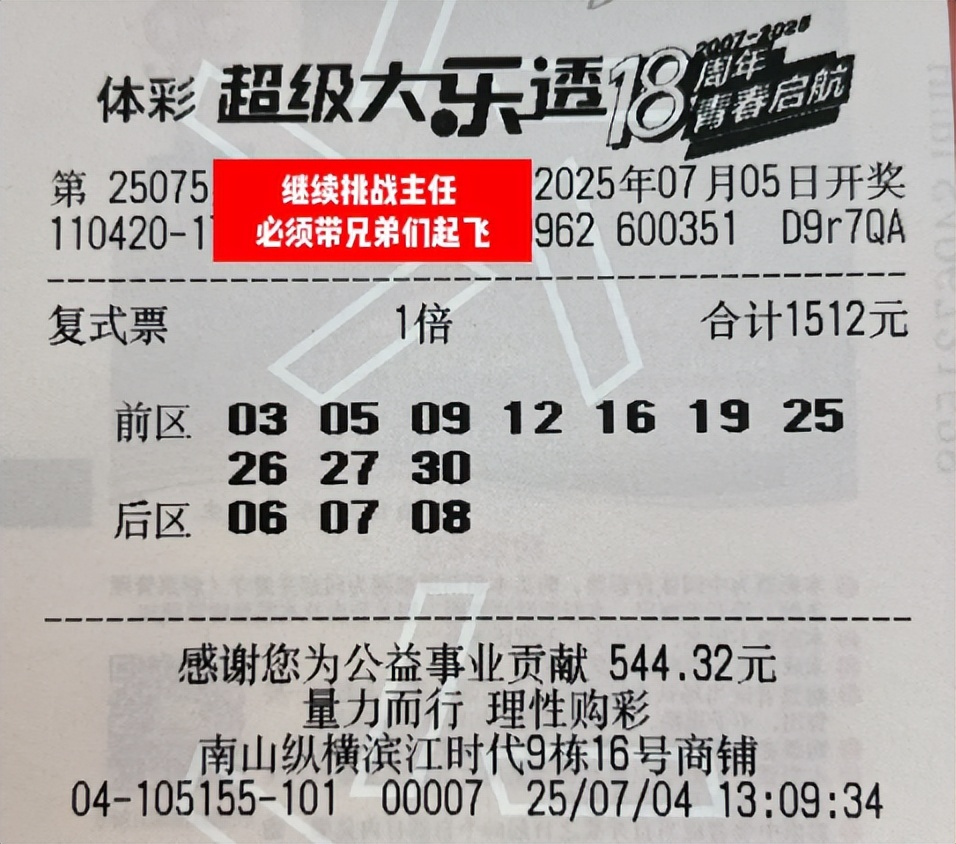 体彩 超级大乐透 18 2007-2025 周年 青春启航
第 25075 继续挑战主任 2025年07月05日开奖
110420-1 必须带兄弟们起飞 962 600351 D9r7QA
复式票 1倍 合计1512元
前区 03 05 09 12 16 19 25
26 27 30
后区 06 07 08
感谢您为公益事业贡献 544.32元
量力而行 理性购彩
南山纵横滨江时代9栋16号商铺
04-105155-101 00007 25/07/04 13:09:34